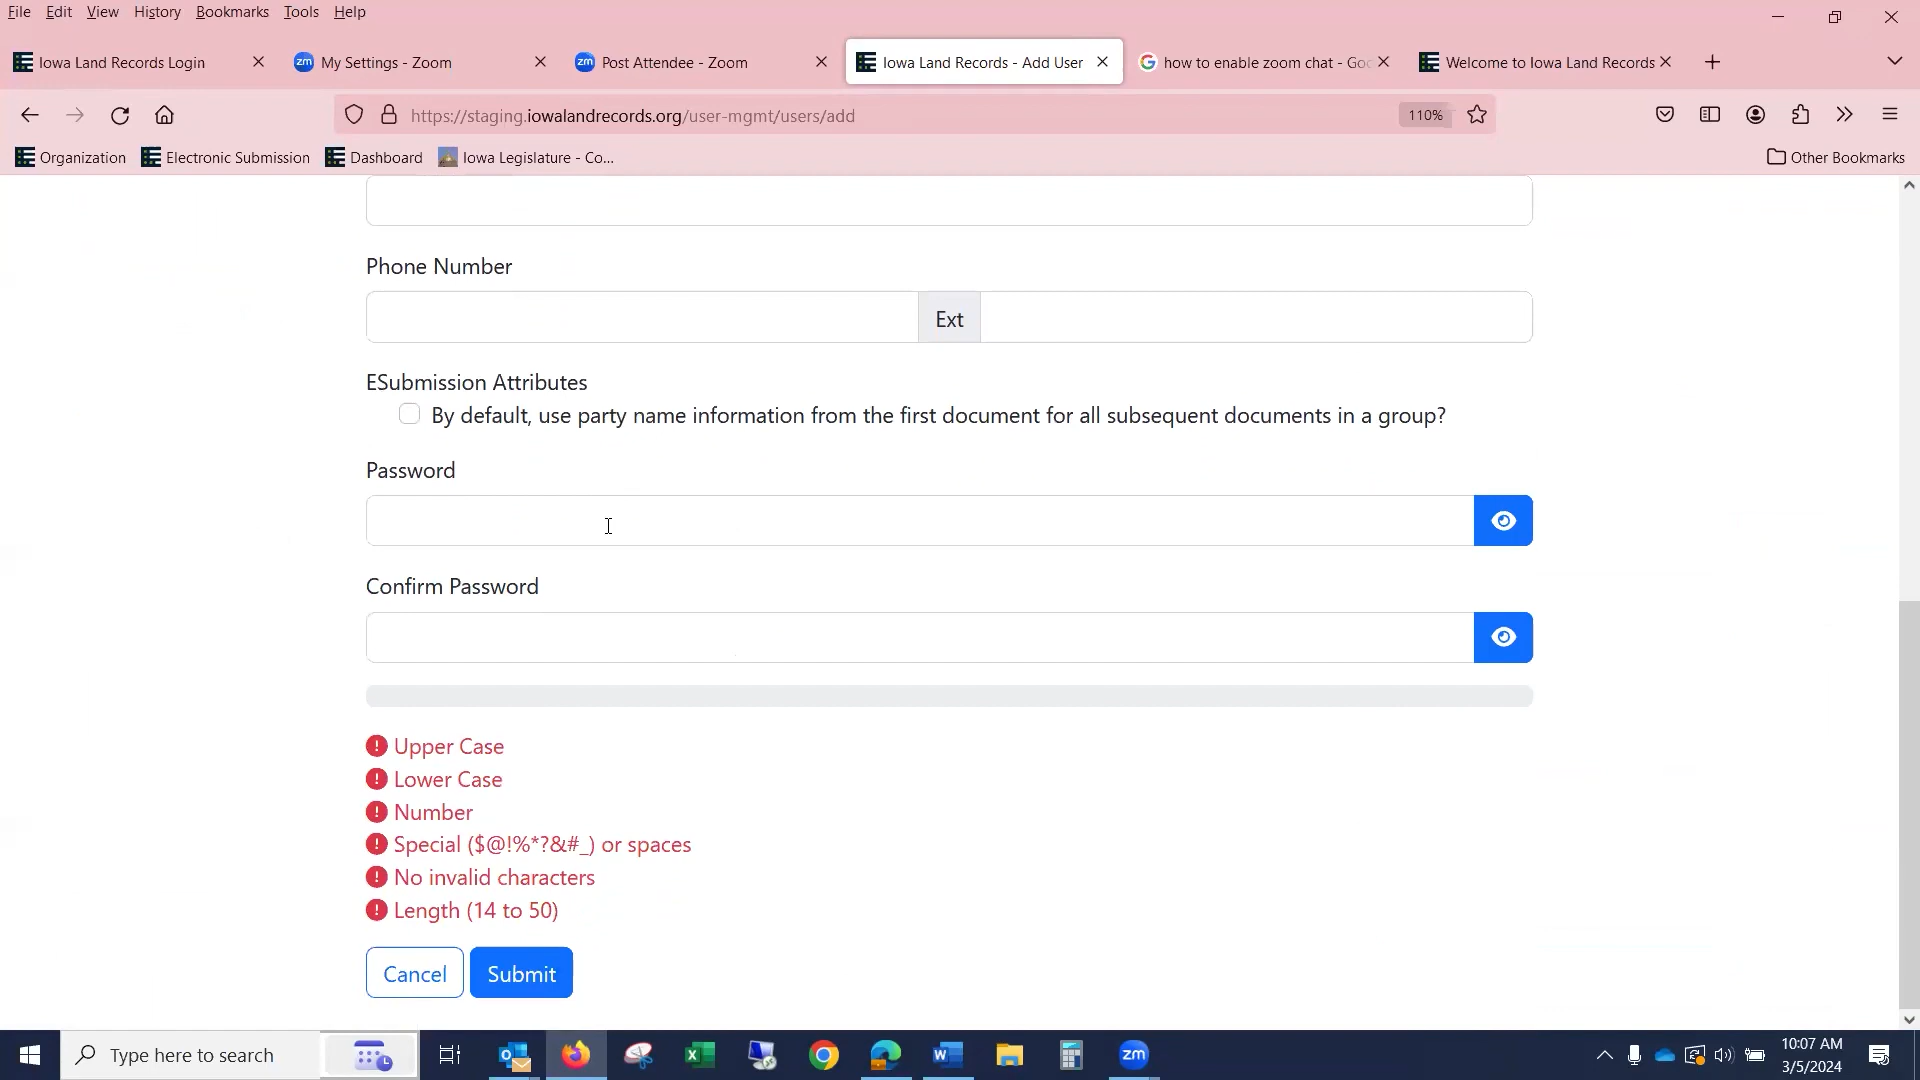 File Edit View History Bookmarks Tools Help
Iowa Land Records Login
zm My Settings - Zoom
zm Post Attendee - Zoom
Iowa Land Records - Add User
how to enable zoom chat - Goo
Welcome to Iowa Land Records
https://staging.iowalandrecords.org/user-mgmt/users/add
110%
Organization
Electronic Submission
Dashboard
Iowa Legislature - Co...
Other Bookmarks
Phone Number
Ext
ESubmission Attributes
By default, use party name information from the first document for all subsequent documents in a group?
Password
Confirm Password
Upper Case
Lower Case
Number
Special ($@!%*?&#_) or spaces
No invalid characters
Length (14 to 50)
Cancel Submit
Type here to search
zm
10:07 AM
3/5/2024